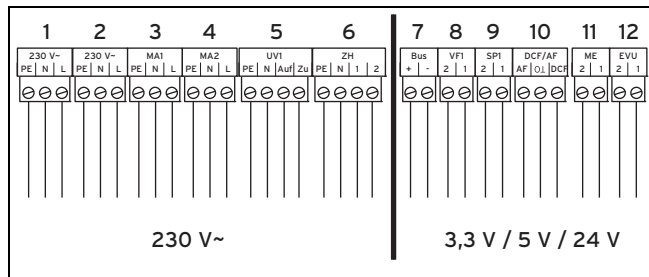 1 2 3 4 5 6 7 8 9 10 11 12
230 V~ 230 V~ MA1 MA2 UV1 ZH Bus VF1 SP1 DCF/AF ME EVU
PE N L PE N L PE N L PE N L PE N Auf Zu PE N 1 2 + - 2 1 2 1 AF O⊥ DCF 2 1 2 1
230 V~ 3,3 V / 5 V / 24 V